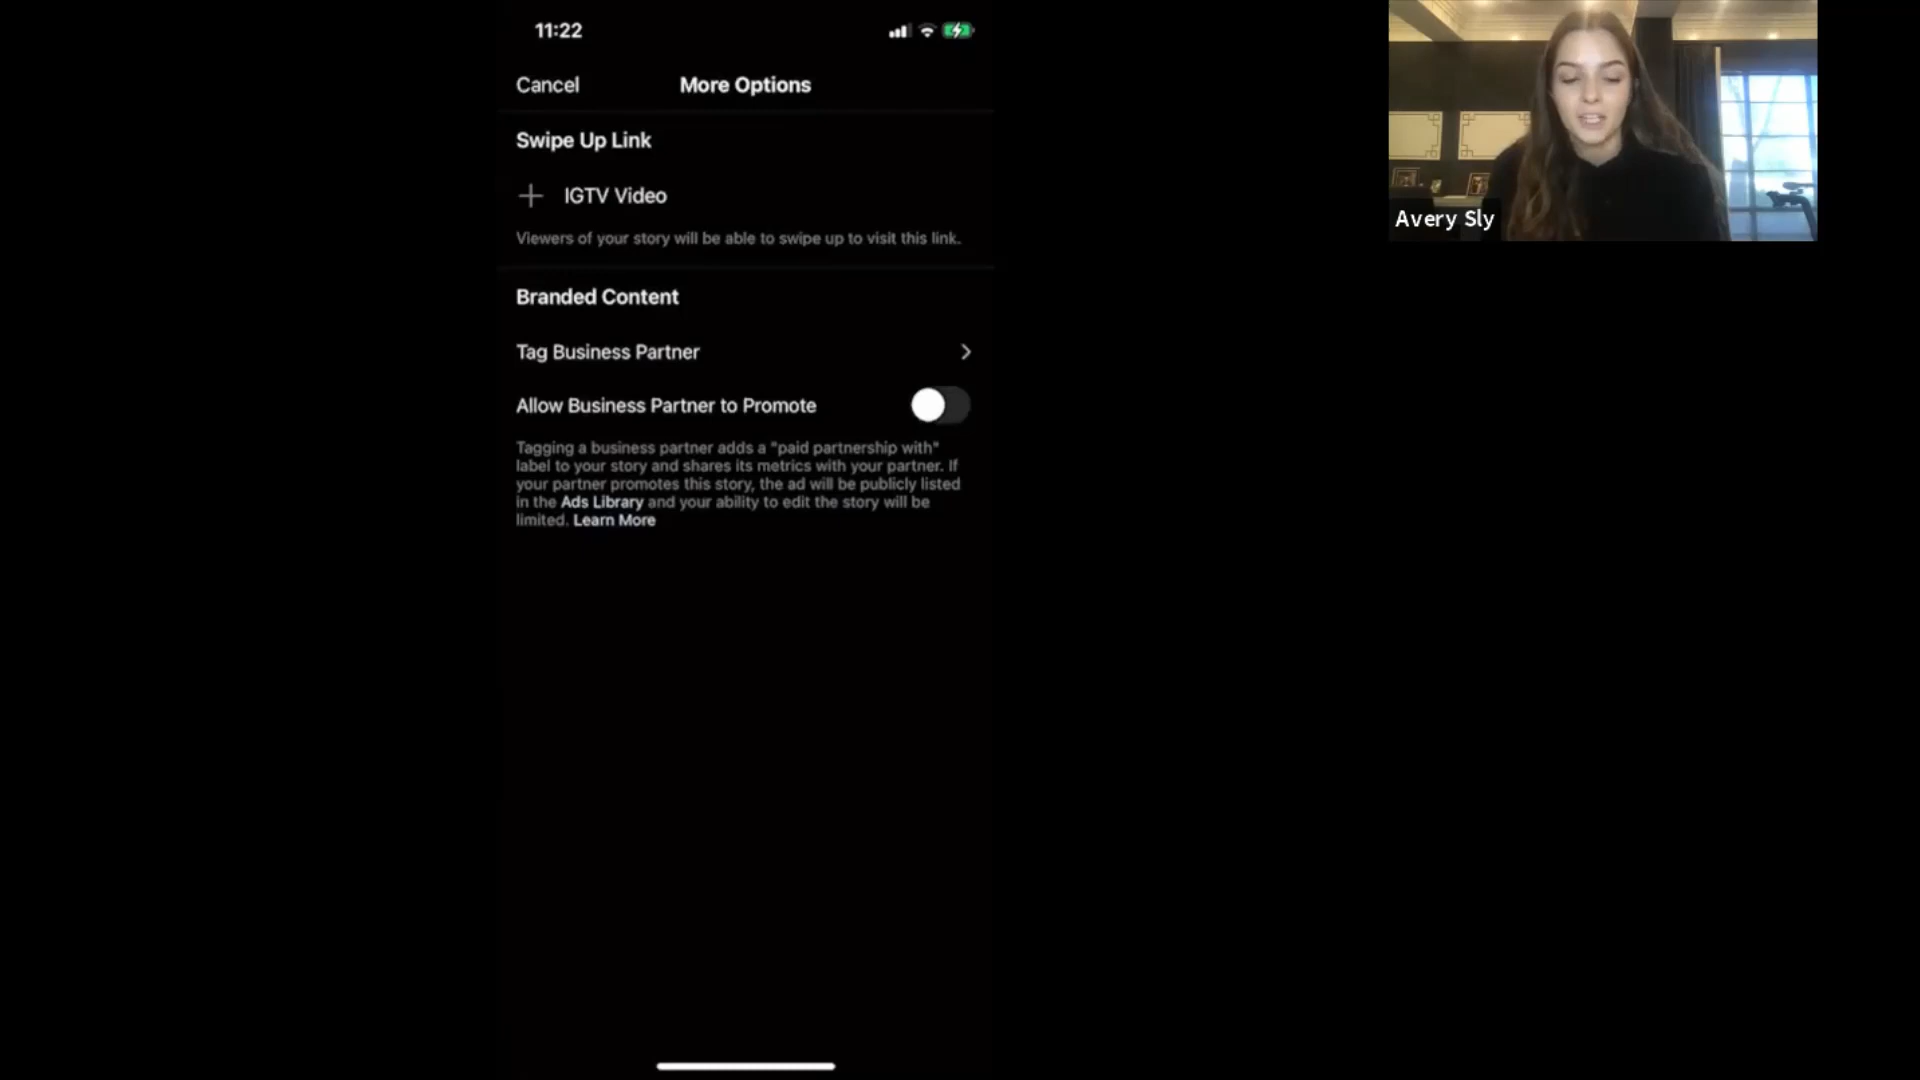 11:22
Cancel
More Options
Swipe Up Link
IGTV Video
Viewers of your story will be able to swipe up to visit this link.
Branded Content
Tag Business Partner
Allow Business Partner to Promote
Tagging a business partner adds a "paid partnership with"
label to your story and shares its metrics with your partner. If
your partner promotes this story, the ad will be publicly listed
in the Ads Library and your ability to edit the story will be
limited. Learn More
Avery Sly